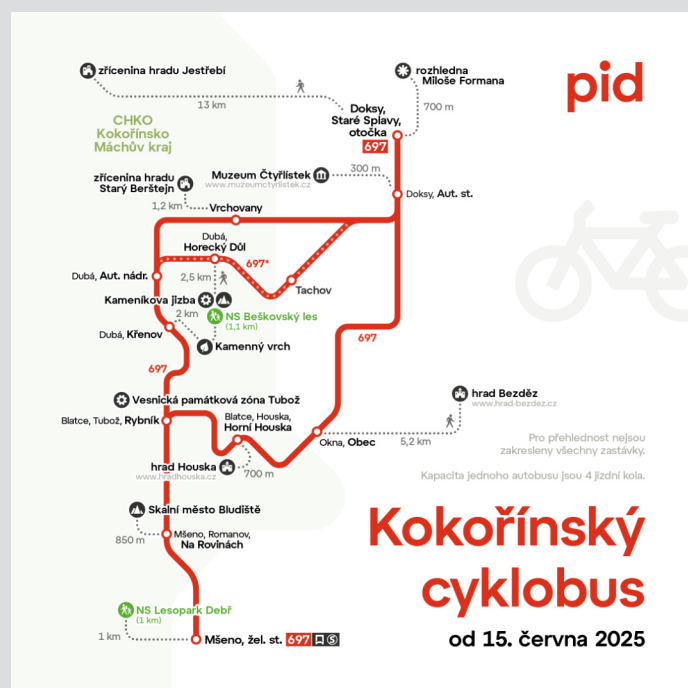 zřícenina hradu Jestřebí
rozhledna
Miloše Formana
pid
13 km
700 m
Doksy,
Staré Splavy,
otočka
697
CHKO
Kokořínsko
Máchův kraj
300 m
Muzeum Čtyřlístek
www.muzeumctyrlistek.cz
zřícenina hradu
Starý Berštejn
Doksy, Aut. st.
1,2 km
Vrchovany
Dubá,
Horecký Důl
697*
Dubá, Aut. nádr.
2,5 km
Tachov
Kameníkova jizba
2 km
NS Beškovský les
(1,1 km)
Dubá, Křenov
697
Kamenný vrch
697
Vesnická památková zóna Tubož
hrad Bezděz
www.hrad-bezdez.cz
Blatce, Tubož, Rybník
Blatce, Houska,
Horní Houska
Okna, Obec
5,2 km
Pro přehlednost nejsou
zakresleny všechny zastávky.
hrad Houska
www.hradhouska.cz
700 m
Kapacita jednoho autobusu jsou 4 jízdní kola.
Skalní město Bludiště
850 m
Mšeno, Romanov,
Na Rovinách
Kokořínský
cyklobus
od 15. června 2025
NS Lesopark Debř
(1 km)
1 km
Mšeno, žel. st. 697 S